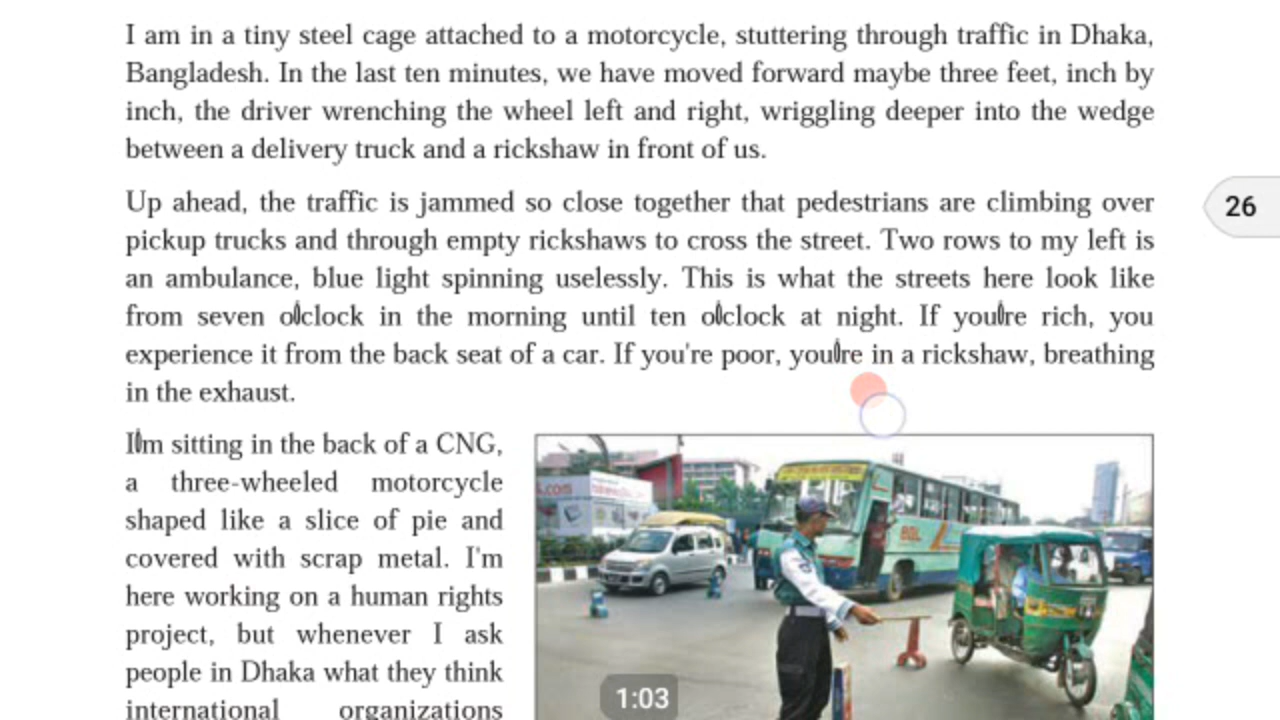 I am in a tiny steel cage attached to a motorcycle, stuttering through traffic in Dhaka,
Bangladesh. In the last ten minutes, we have moved forward maybe three feet, inch by
inch, the driver wrenching the wheel left and right, wriggling deeper into the wedge
between a delivery truck and a rickshaw in front of us.
Up ahead, the traffic is jammed so close together that pedestrians are climbing over
pickup trucks and through empty rickshaws to cross the street. Two rows to my left is
an ambulance, blue light spinning uselessly. This is what the streets here look like
from seven o'clock in the morning until ten o'clock at night. If you're rich, you
experience it from the back seat of a car. If you're poor, you're in a rickshaw, breathing
in the exhaust.
26
I'm sitting in the back of a CNG,
a three-wheeled motorcycle
shaped like a slice of pie and
covered with scrap metal. I'm
here working on a human rights
project, but whenever I ask
people in Dhaka what they think
international organizations
.com
1:03